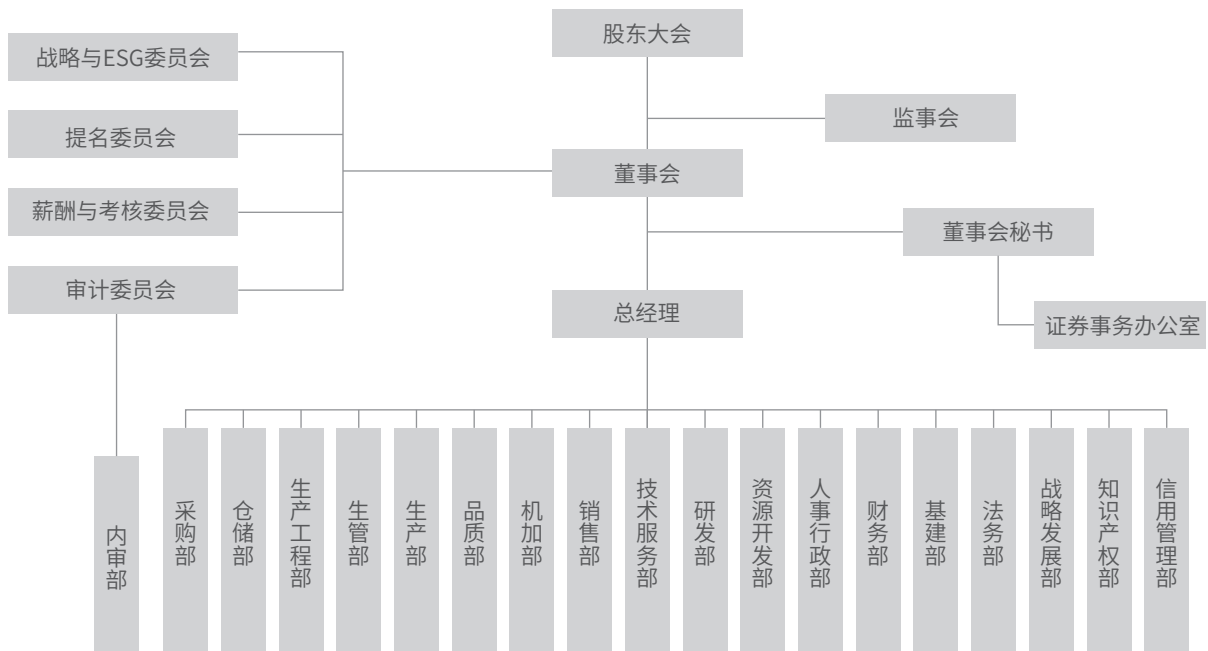 股东大会
战略与ESG委员会
监事会
提名委员会
董事会
薪酬与考核委员会
董事会秘书
审计委员会
总经理
证券事务办公室
内审部
采购部
仓储部
生产工程部
生管部
生产部
品质部
机加部
销售部
技术服务部
研发部
资源开发部
人事行政部
财务部
基建部
法务部
战略发展部
知识产权部
信用管理部